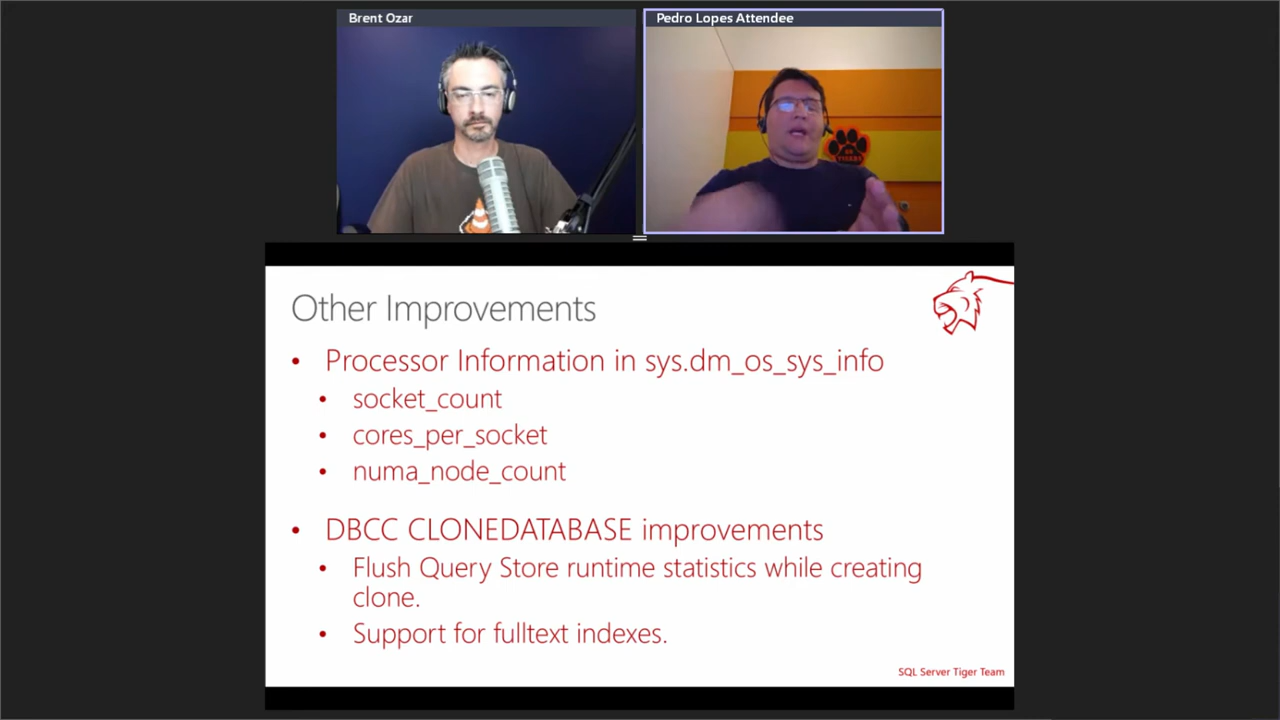 Brent Ozar
Pedro Lopes Attendee
Other Improvements
• Processor Information in sys.dm_os_sys_info
• socket_count
• cores_per_socket
• numa_node_count
• DBCC CLONEDATABASE improvements
• Flush Query Store runtime statistics while creating
clone.
• Support for fulltext indexes.
SQL Server Tiger Team